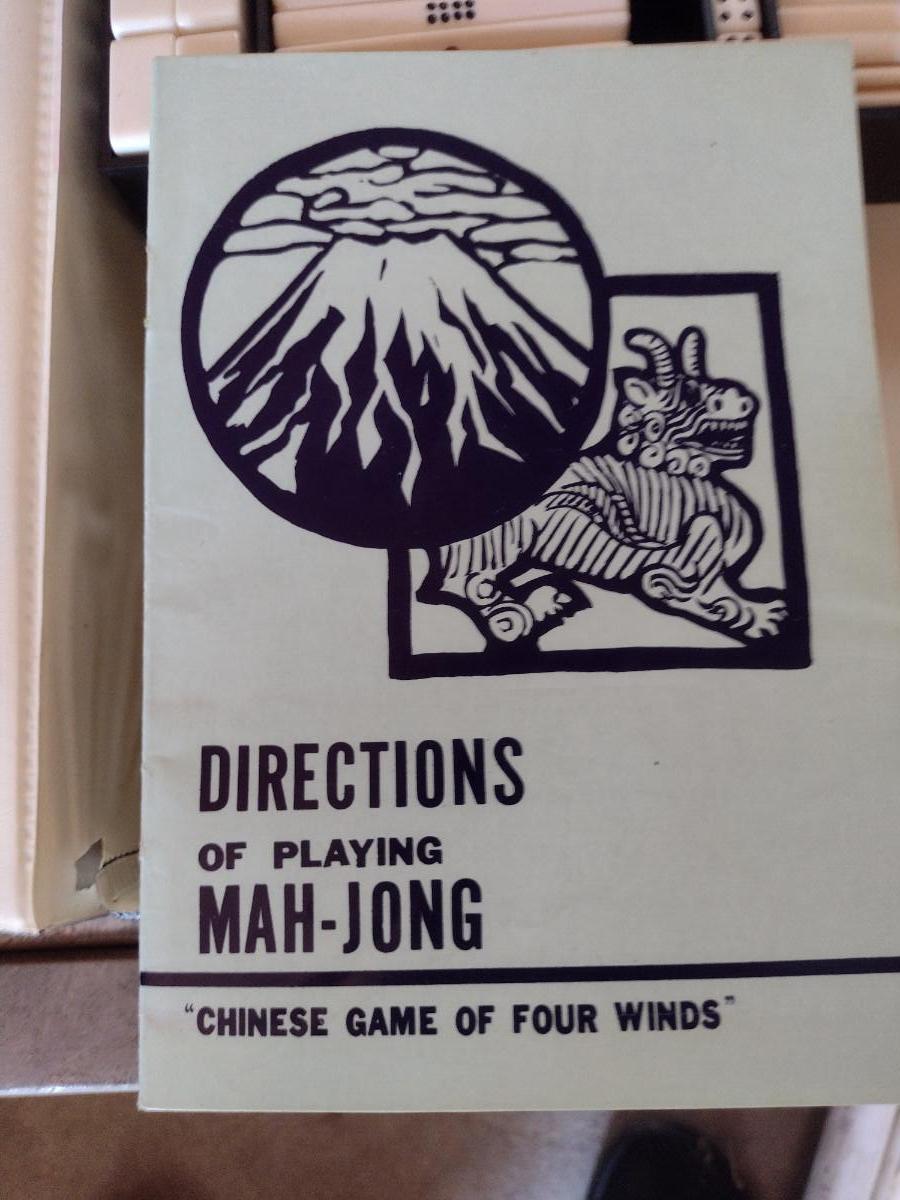 DIRECTIONS
OF PLAYING
MAH-JONG
"CHINESE GAME OF FOUR WINDS"